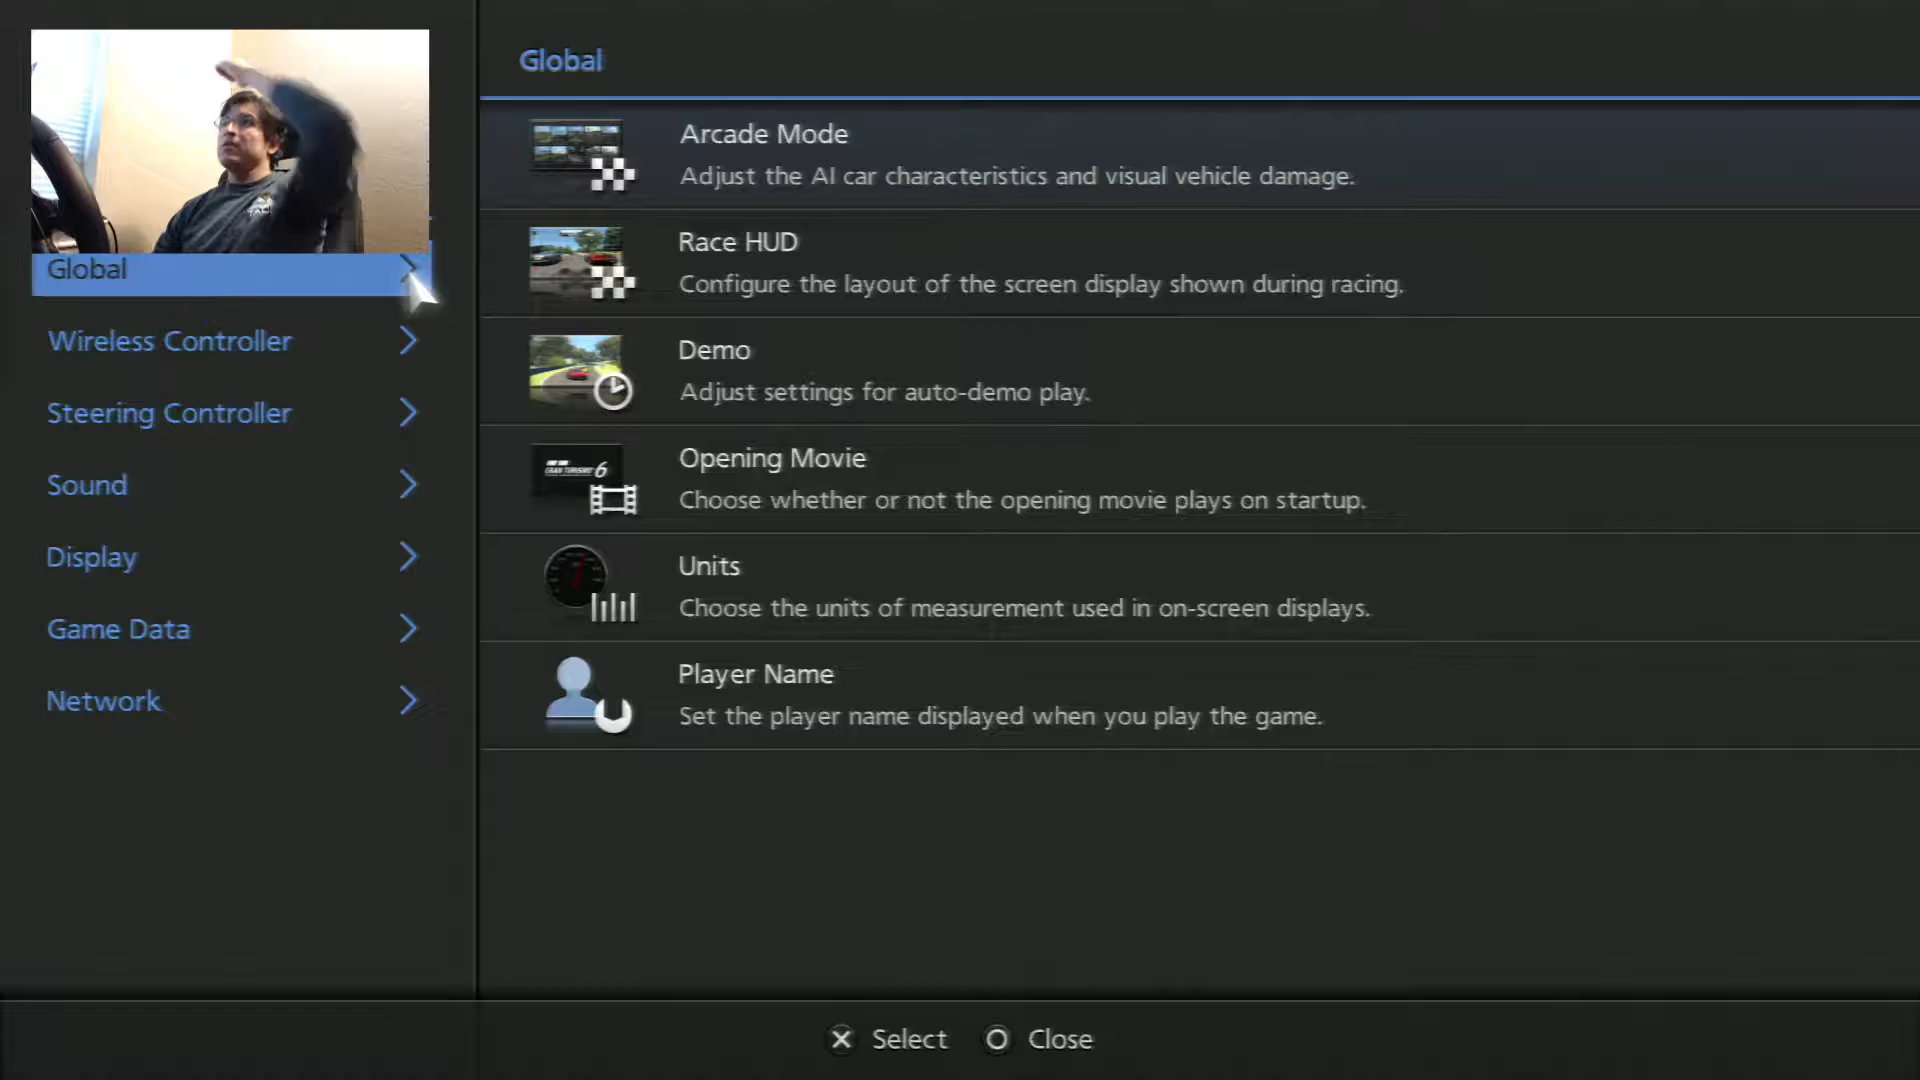 Global
Wireless Controller
Steering Controller
Sound
Display
Game Data
Network
Global
Arcade Mode
Adjust the AI car characteristics and visual vehicle damage.
Race HUD
Configure the layout of the screen display shown during racing.
Demo
Adjust settings for auto-demo play.
GRAN TURISMO 6
Opening Movie
Choose whether or not the opening movie plays on startup.
Units
Choose the units of measurement used in on-screen displays.
Player Name
Set the player name displayed when you play the game.
Select
Close